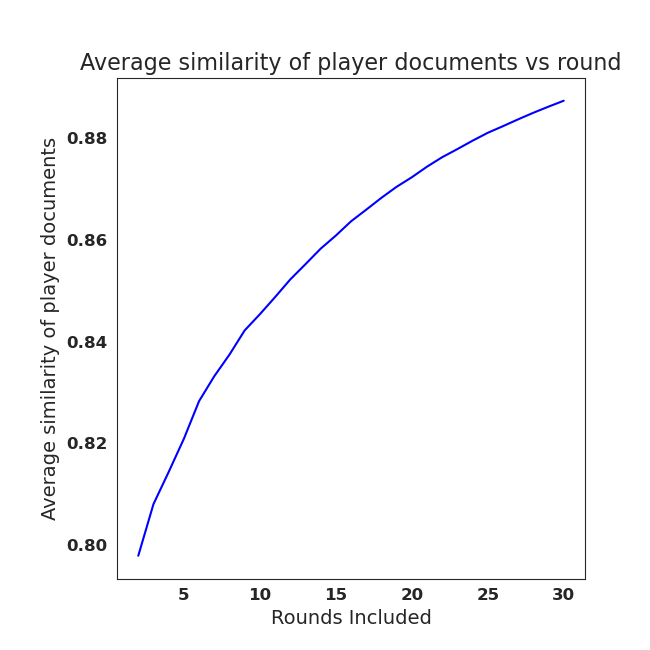 Average similarity of player documents vs round
Average similarity of player documents
0.88
0.86
0.84
0.82
0.80
5 10 15 20 25 30
Rounds Included